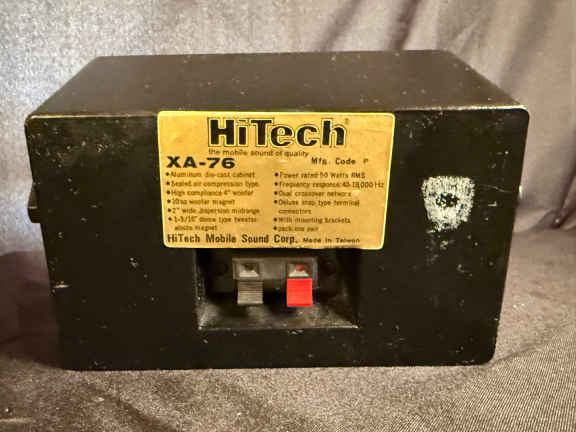 HiTech
the mobile sound of quality
XA-76 Mfg. Code P
•Aluminum die-cast cabinet
•Sealed air compression type
•High compliance 4" woofer
•10oz woofer magnet
•2" wide dispersion midrange
•1-3/10" dome type tweeter
magnet
•Power rated 50 Watts RMS
•Frequency response: 40-18,000 Hz
•Dual crossover network
•Deluxe snap type terminal
connectors
•With mounting brackets
•pack: one pair
HiTech Mobile Sound Corp. Made in Taiwan